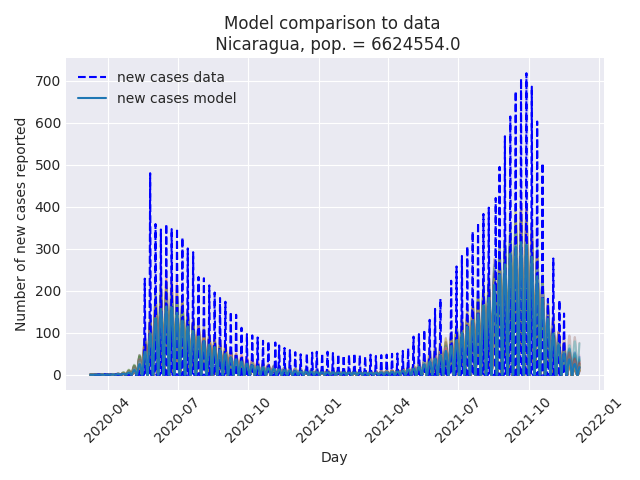 Model comparison to data
Nicaragua, pop. = 6624554.0
new cases data
new cases model
Number of new cases reported
700
600
500
400
300
200
100
0
2020-04
2020-07
2020-10
2021-01
2021-04
2021-07
2021-10
2022-01
Day